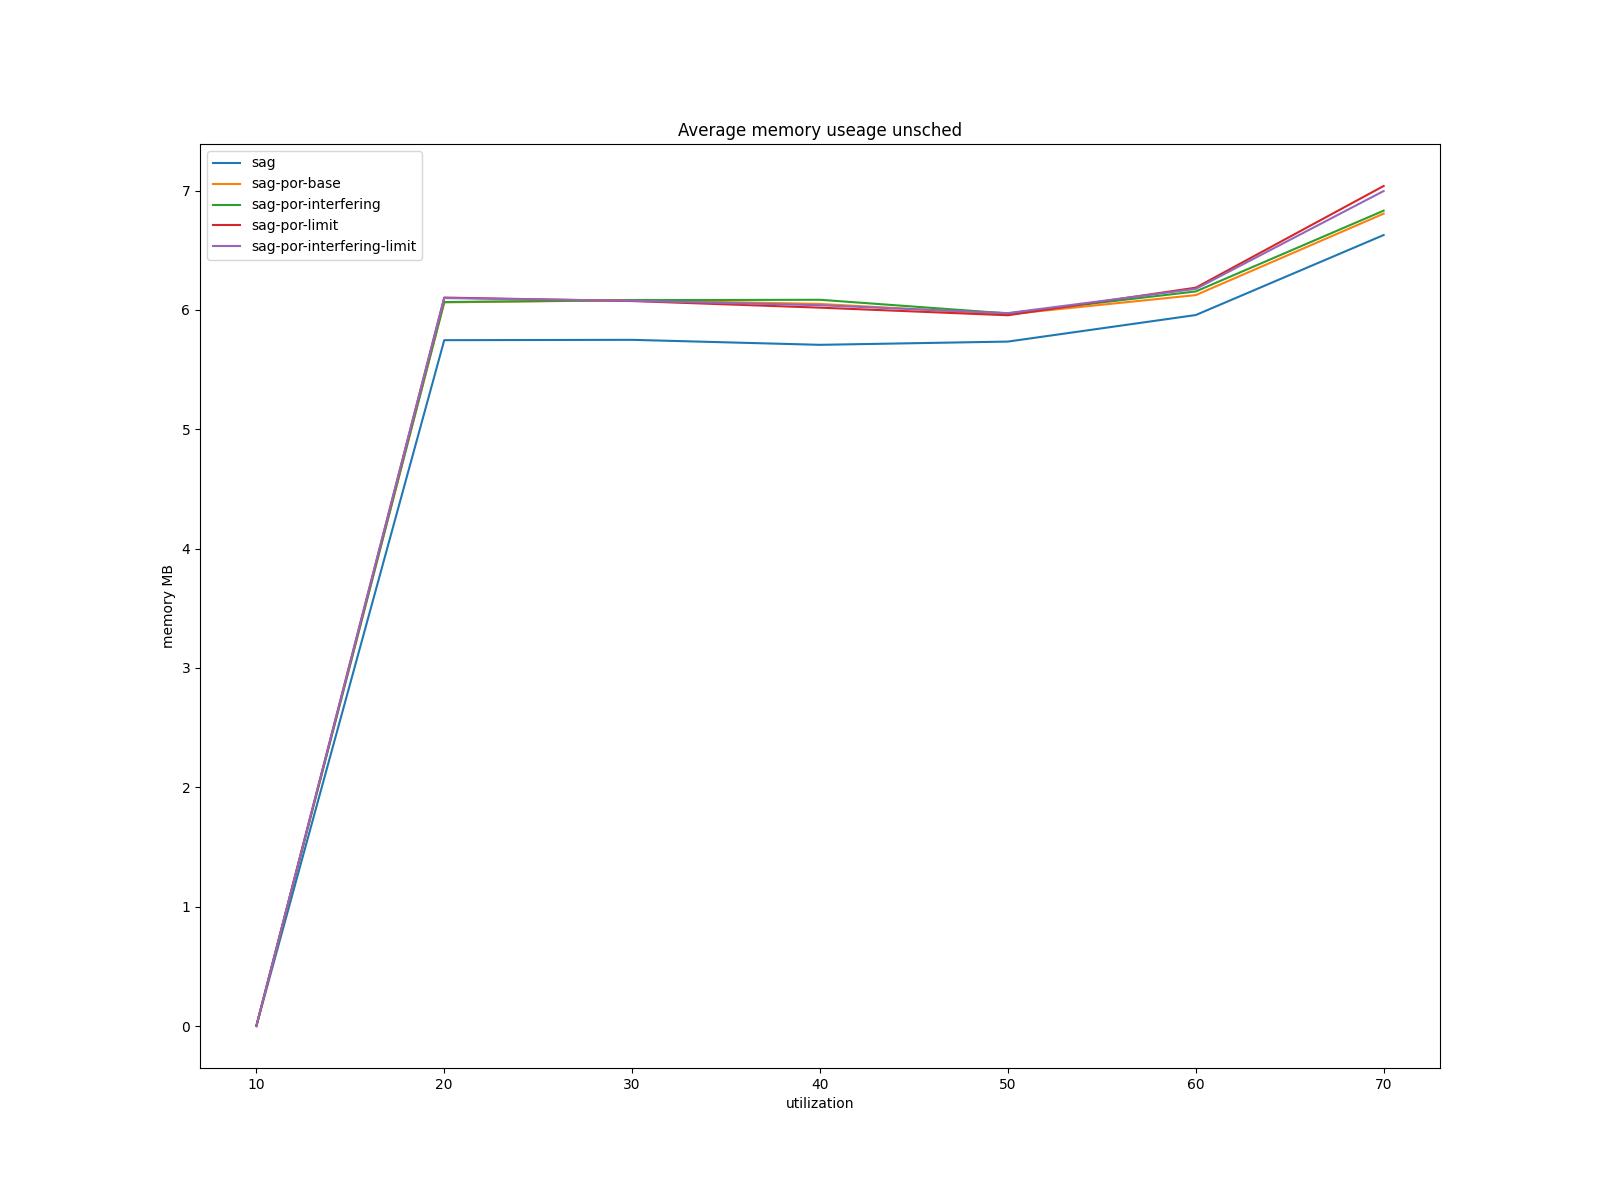 Average memory useage unsched
sag
sag-por-base
sag-por-interfering
sag-por-limit
sag-por-interfering-limit
7
6
5
4
3
2
1
0
memory MB
10 20 30 40 50 60 70
utilization